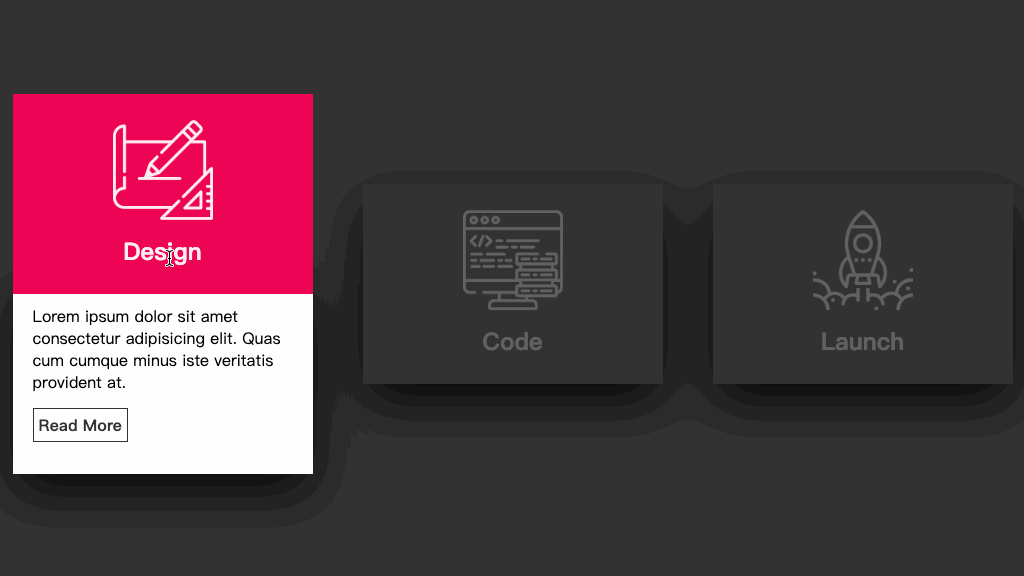 Design
Lorem ipsum dolor sit amet
consectetur adipisicing elit. Quas
cum cumque minus iste veritatis
provident at.
Read More
</>
Code
Launch